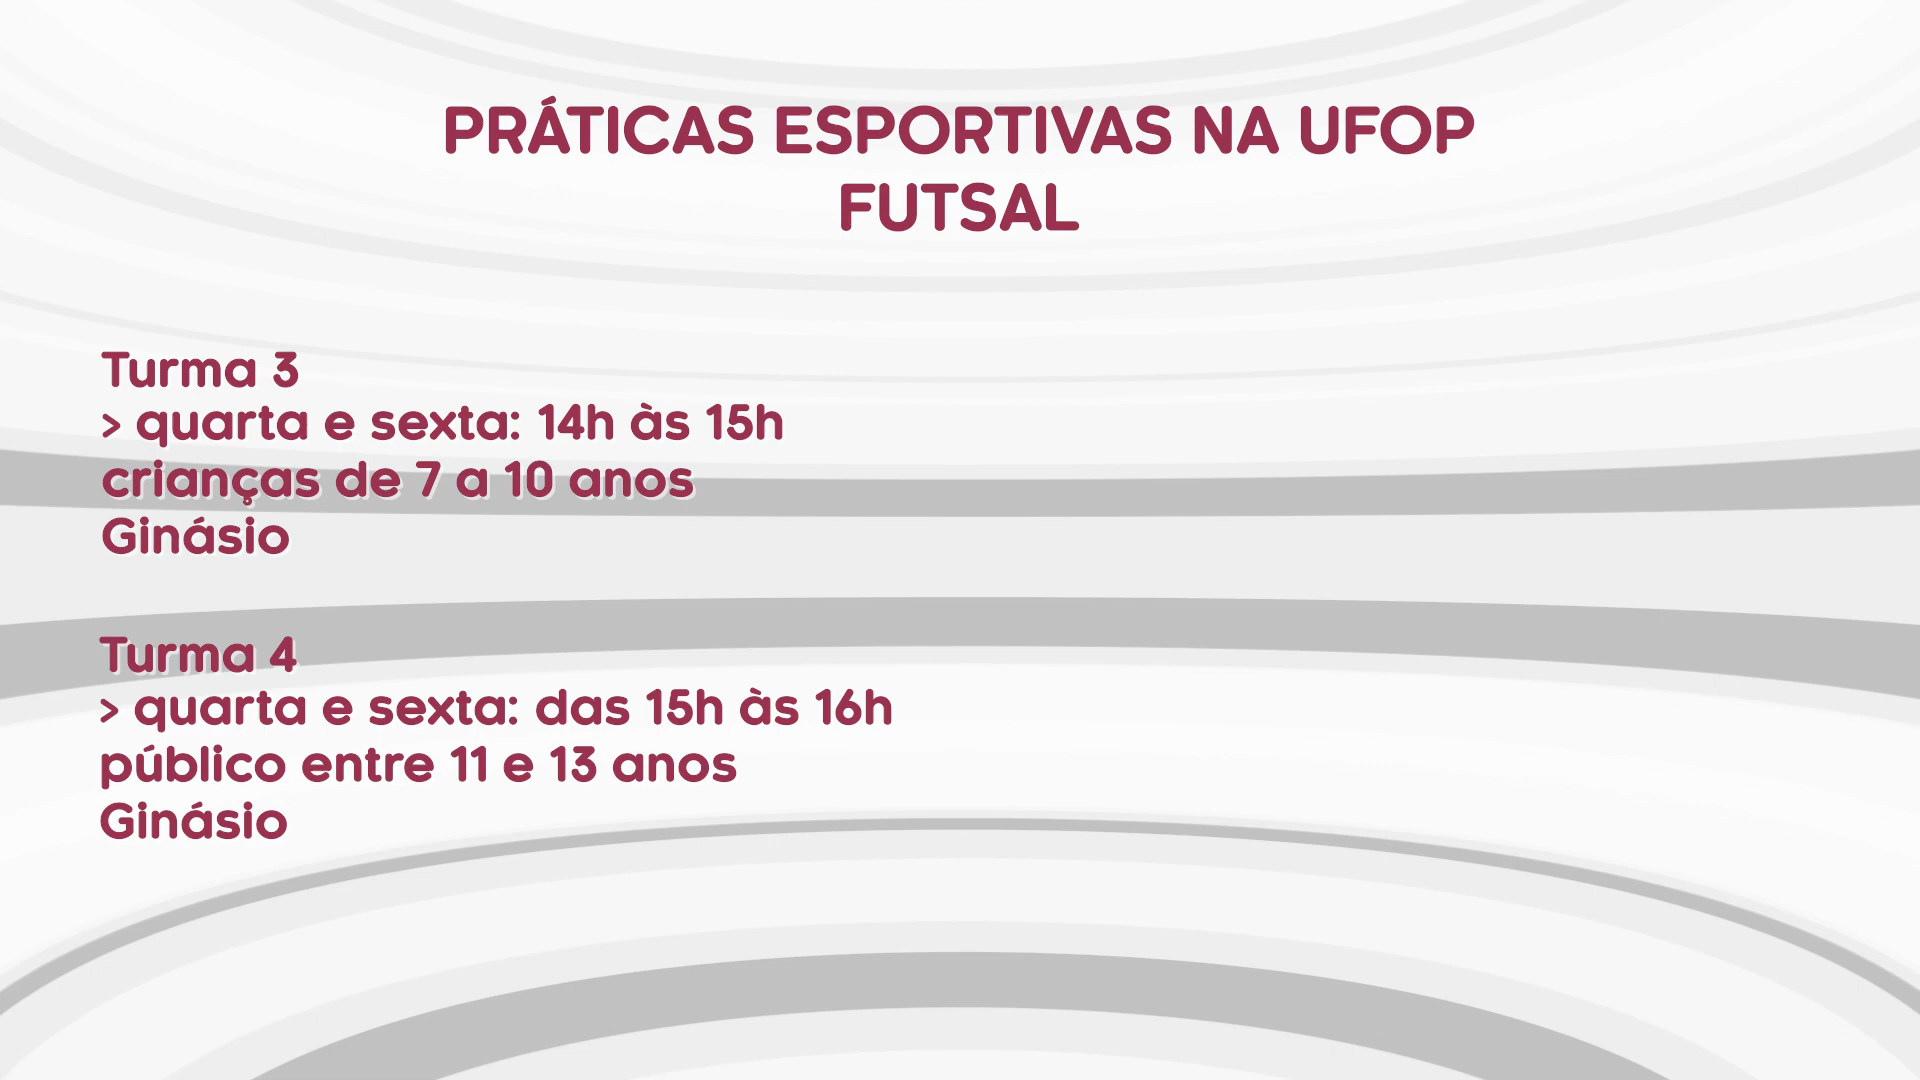 PRÁTICAS ESPORTIVAS NA UFOP
FUTSAL
Turma 3
> quarta e sexta: 14h às 15h
crianças de 7 a 10 anos
Ginásio
Turma 4
> quarta e sexta: das 15h às 16h
público entre 11 e 13 anos
Ginásio